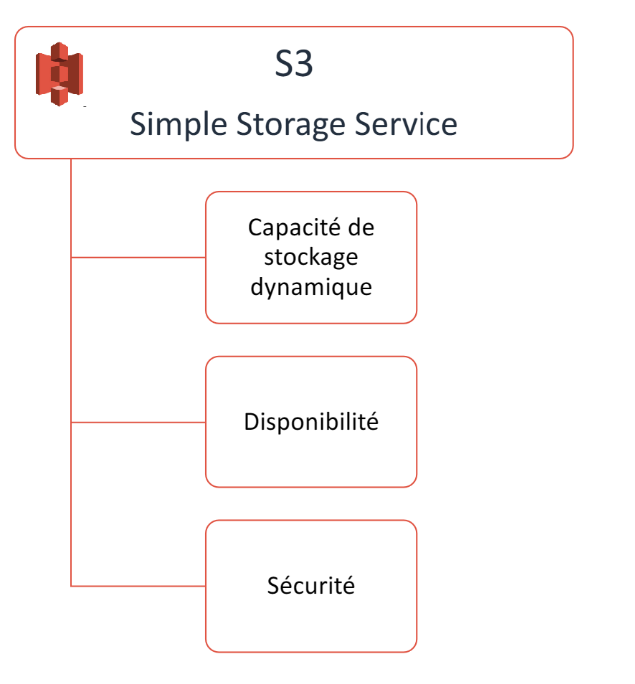 S3
Simple Storage Service
Capacité de
stockage
dynamique
Disponibilité
Sécurité